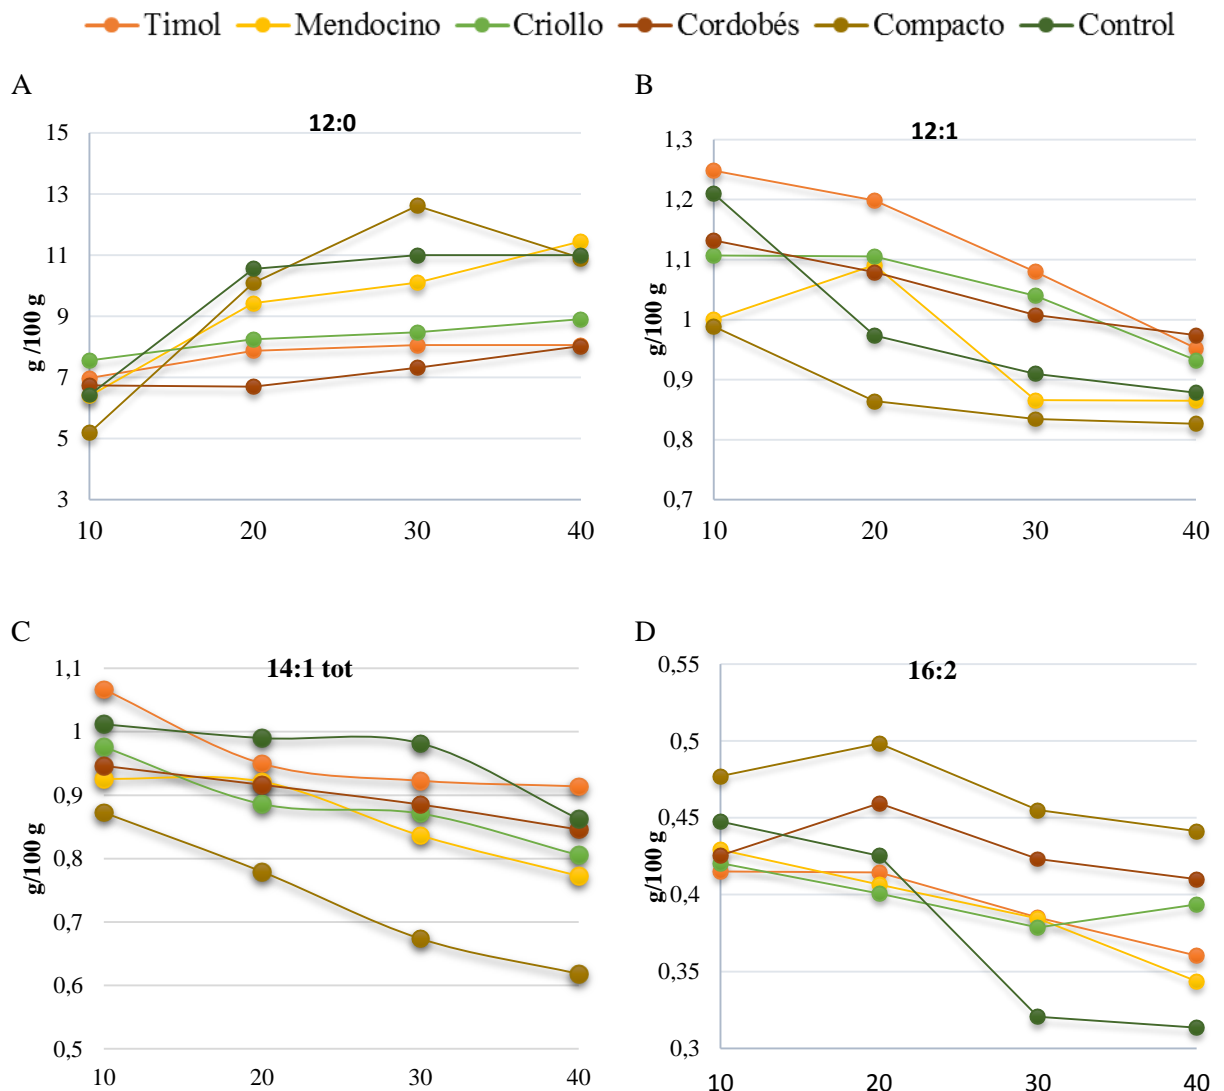 Timol Mendocino Criollo Cordobés Compacto Control
A
12:0
g /100 g
15
13
11
9
7
5
3
10 20 30 40
B
12:1
g/100 g
1,3
1,2
1,1
1
0,9
0,8
0,7
10 20 30 40
C
14:1 tot
g/100 g
1,1
1
0,9
0,8
0,7
0,6
0,5
10 20 30 40
D
16:2
g/100 g
0,55
0,5
0,45
0,4
0,35
0,3
10 20 30 40